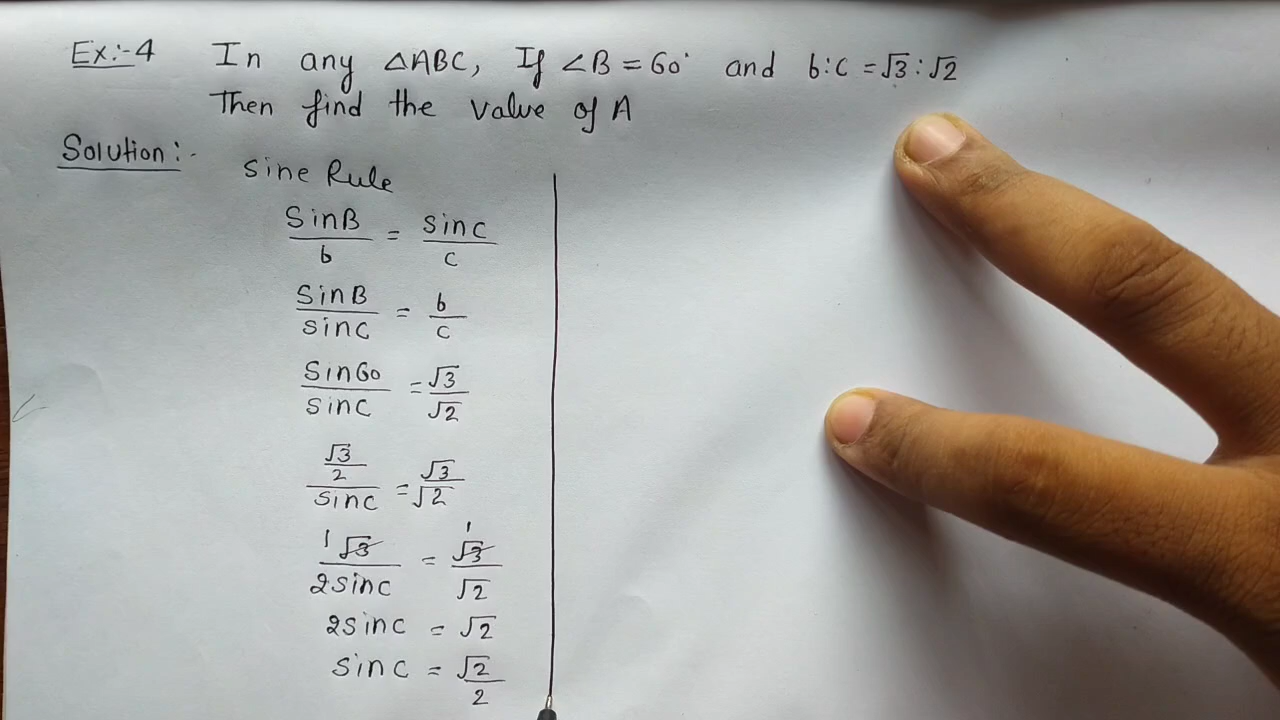 Ex:-4 In any △ABC, If ∠B = 60° and b:c = √3:√2
Then find the value of A
Solution:-
Sine Rule
SinB/b = sinc/c
SinB/sinc = b/c
Sin60/sinc = √3/√2
(√3/2)/sinc = √3/√2
1 √3/2sinc = 1 √3/√2
2sinc = √2
sinc = √2/2